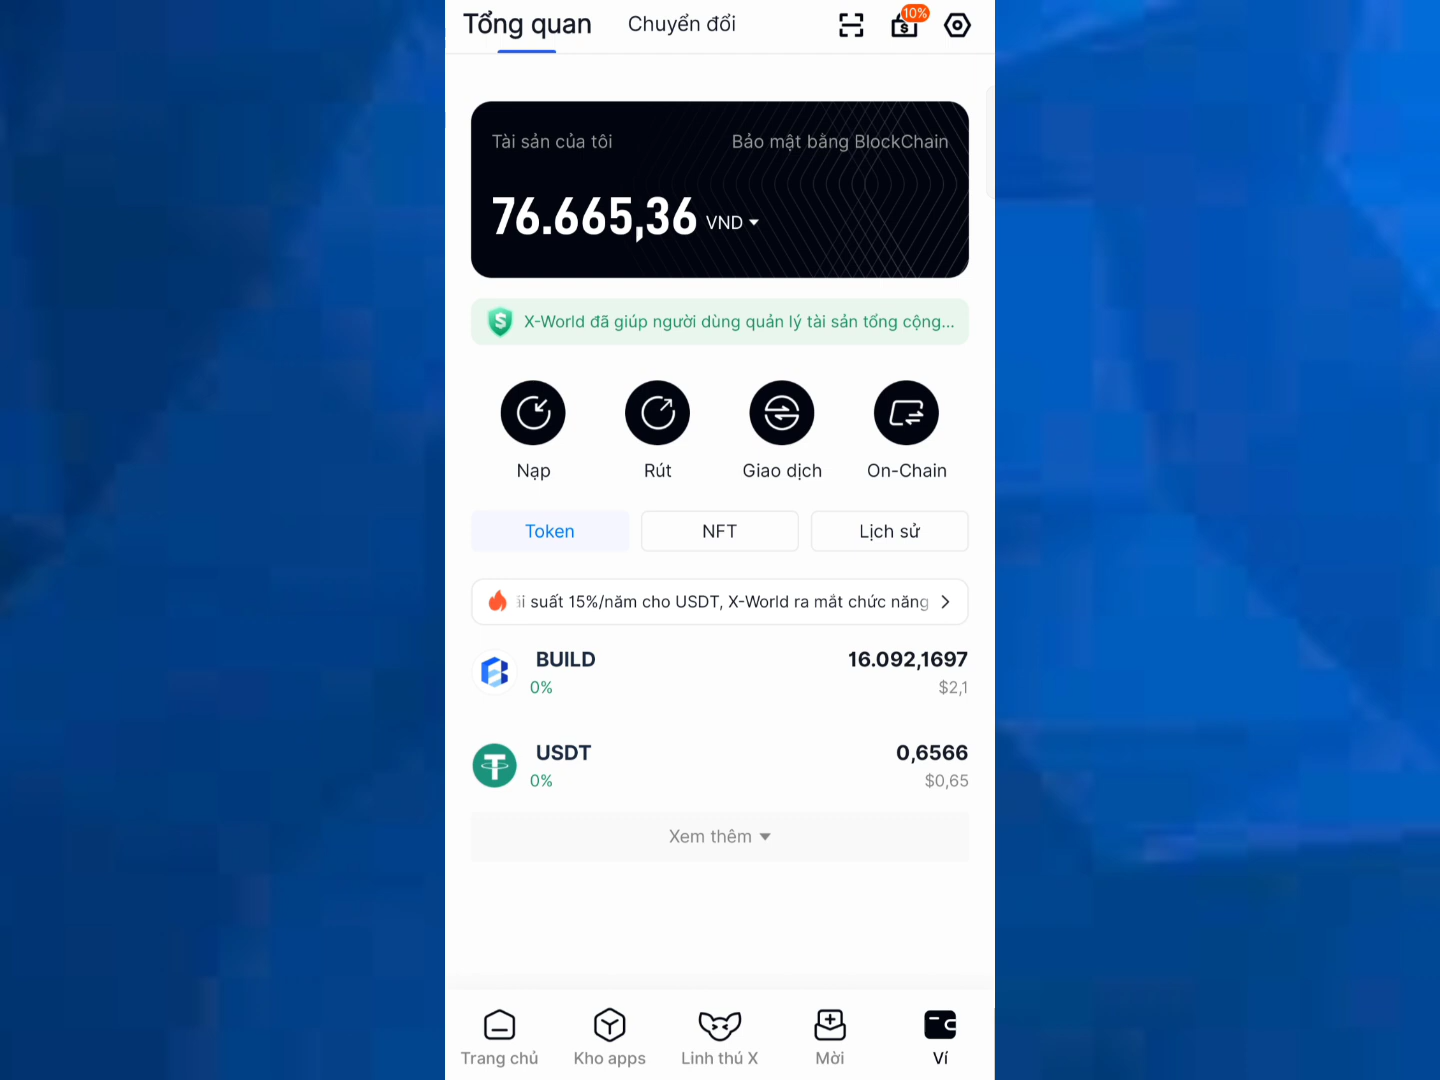 Tổng quan
Chuyển đổi
10%
Tài sản của tôi
Bảo mật bằng BlockChain
76.665,36 VND
X-World đã giúp người dùng quản lý tài sản tổng cộng...
Nạp
Rút
Giao dịch
On-Chain
Token
NFT
Lịch sử
suất 15%/năm cho USDT, X-World ra mắt chức năng
BUILD
16.092,1697
0%
$2,1
USDT
0,6566
0%
$0,65
Xem thêm
Trang chủ
Kho apps
Linh thú X
Mời
Ví